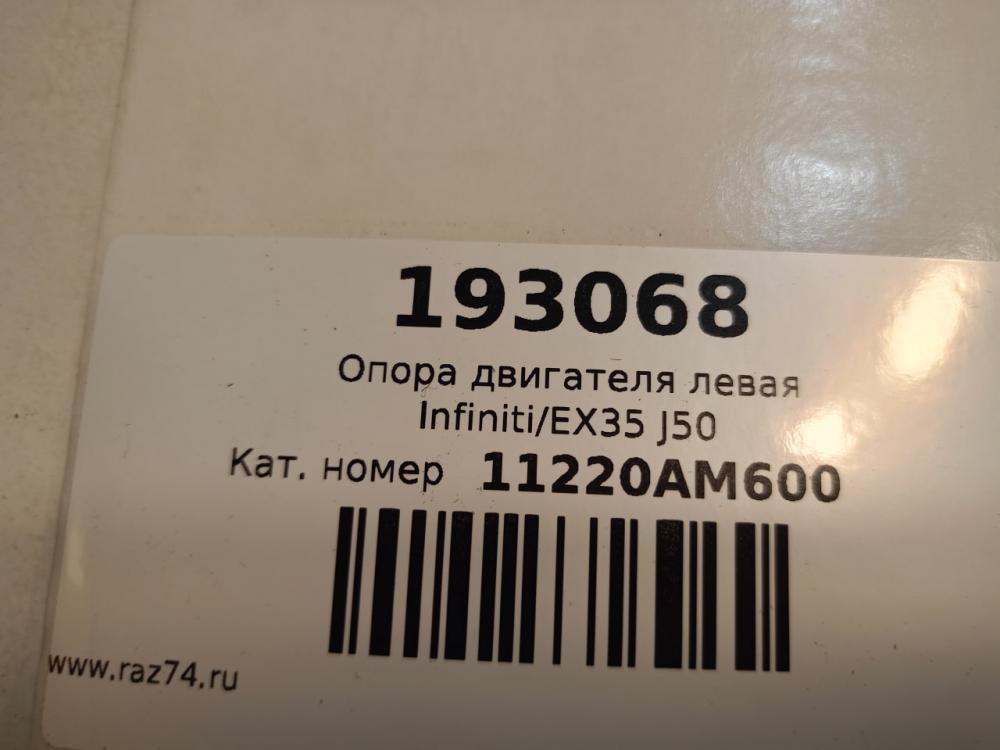 193068
Опора двигателя левая
Infiniti/EX35 J50
Кат. номер 11220AM600
www.raz74.ru